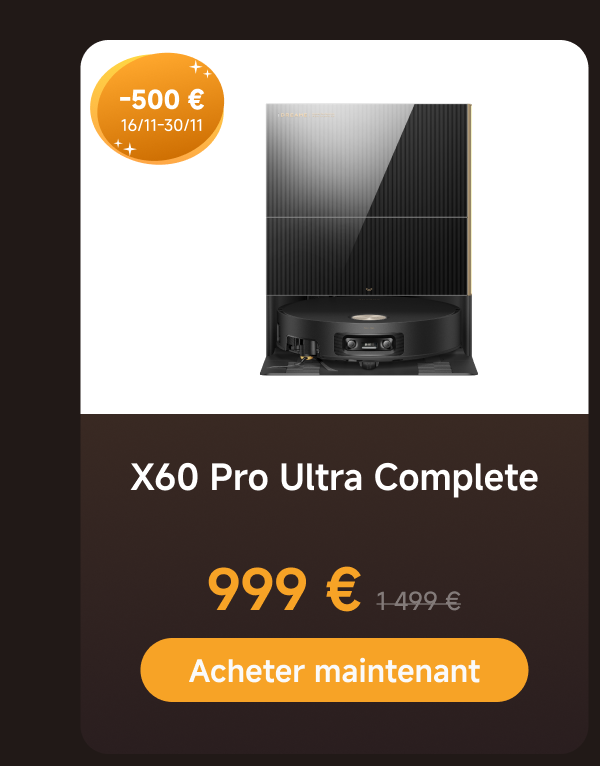 -500 €
16/11-30/11
X60 Pro Ultra Complete
999 € 1 499 €
Acheter maintenant